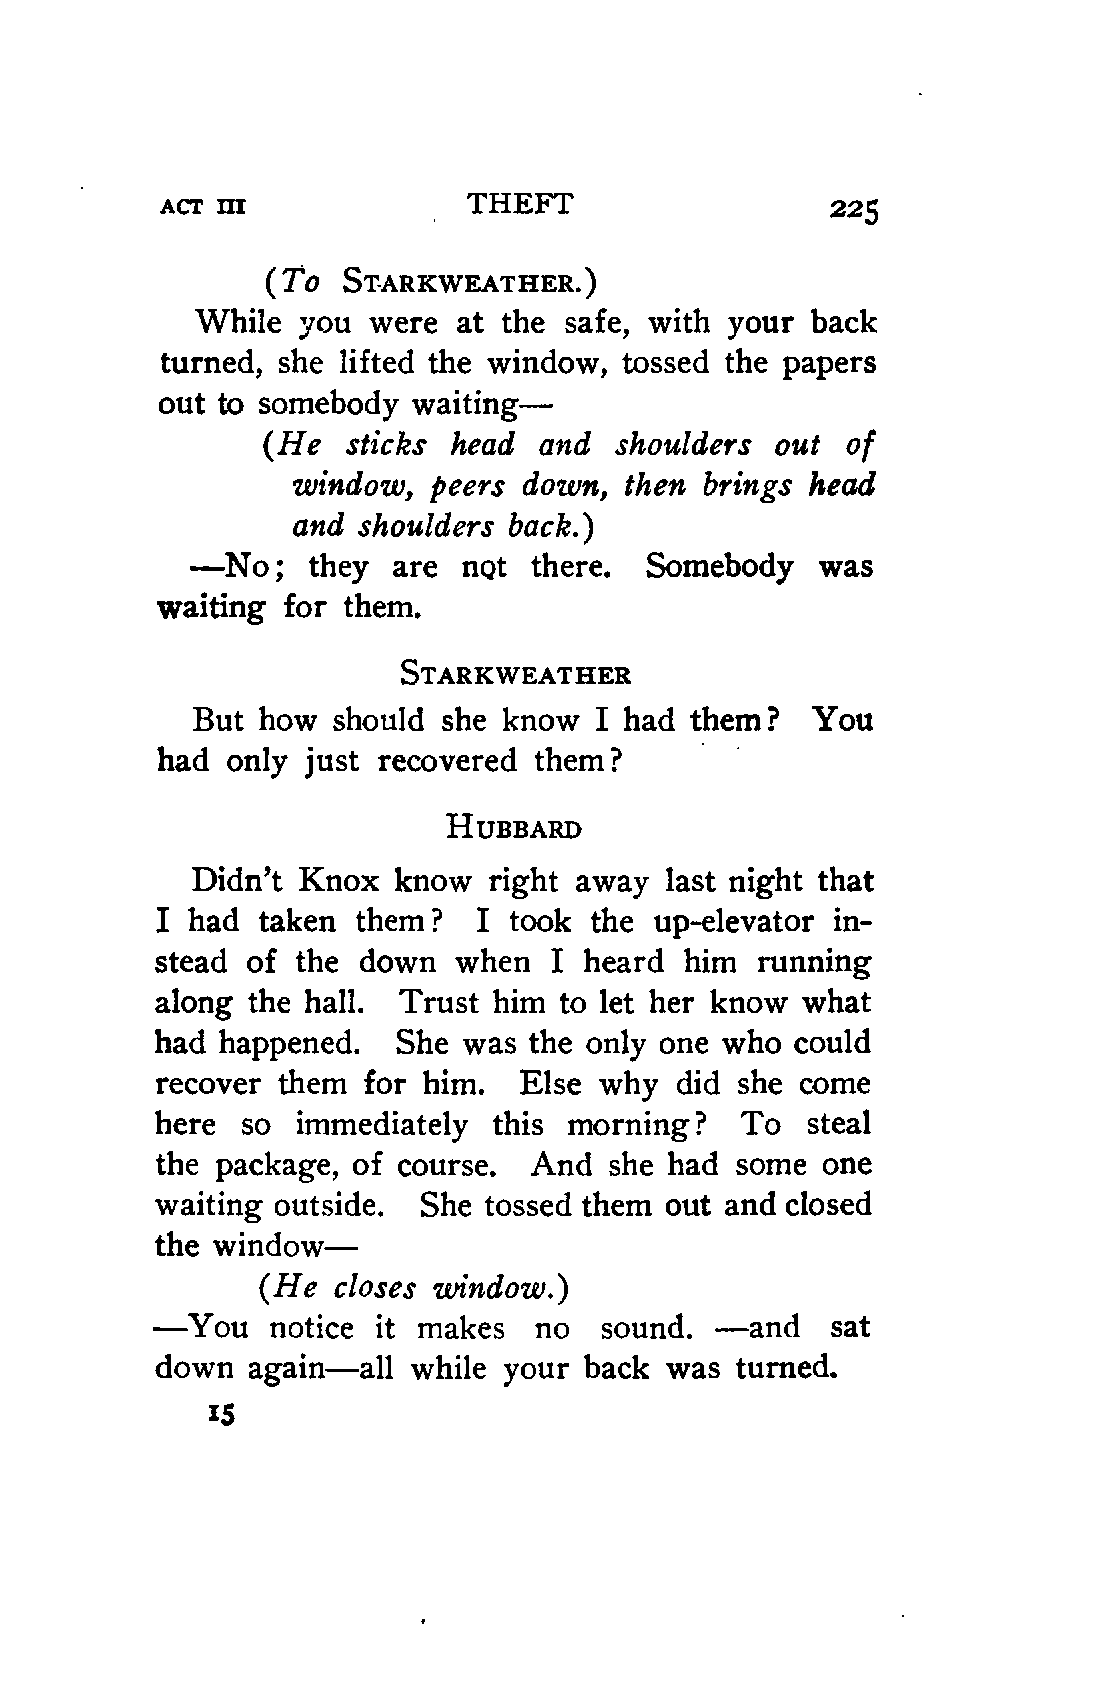 ACT III THEFT 225
(To STARKWEATHER.)
While you were at the safe, with your back
turned, she lifted the window, tossed the papers
out to somebody waiting—
(He sticks head and shoulders out of
window, peers down, then brings head
and shoulders back.)
—No; they are not there. Somebody was
waiting for them.
STARKWEATHER
But how should she know I had them? You
had only just recovered them?
HUBBARD
Didn't Knox know right away last night that
I had taken them? I took the up-elevator in-
stead of the down when I heard him running
along the hall. Trust him to let her know what
had happened. She was the only one who could
recover them for him. Else why did she come
here so immediately this morning? To steal
the package, of course. And she had some one
waiting outside. She tossed them out and closed
the window—
(He closes window.)
—You notice it makes no sound. —and sat
down again—all while your back was turned.
15